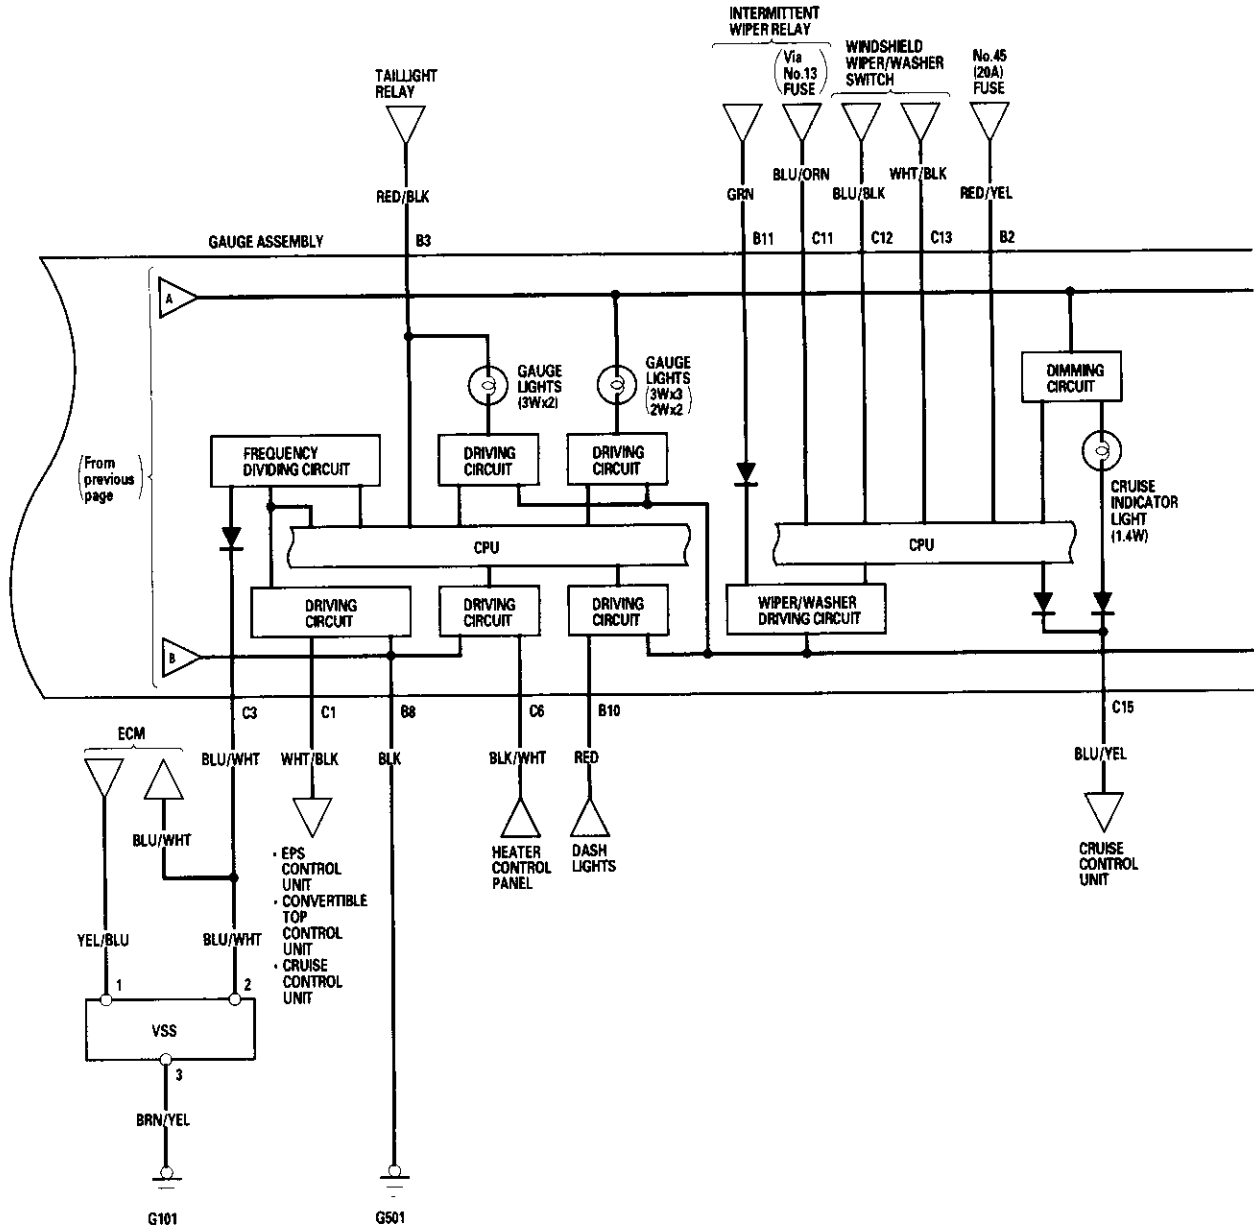 INTERMITTENT
WIPER RELAY
(Via
No.13
FUSE)
WINDSHIELD
WIPER/WASHER
SWITCH
No.45
(20A)
FUSE
TAILLIGHT
RELAY
RED/BLK
GRN
BLU/ORN
BLU/BLK
WHT/BLK
RED/YEL
GAUGE ASSEMBLY
B3
B11
C11
C12
C13
B2
A
GAUGE
LIGHTS
(3Wx2)
GAUGE
LIGHTS
(3Wx3
2Wx2)
DIMMING
CIRCUIT
(From
previous
page)
FREQUENCY
DIVIDING CIRCUIT
DRIVING
CIRCUIT
DRIVING
CIRCUIT
CRUISE
INDICATOR
LIGHT
(1.4W)
CPU
CPU
DRIVING
CIRCUIT
DRIVING
CIRCUIT
DRIVING
CIRCUIT
WIPER/WASHER
DRIVING CIRCUIT
B
C3
C1
B8
C6
B10
C15
ECM
BLU/WHT
WHT/BLK
BLK
BLK/WHT
RED
BLU/YEL
BLU/WHT
HEATER
CONTROL
PANEL
DASH
LIGHTS
CRUISE
CONTROL
UNIT
· EPS
CONTROL
UNIT
· CONVERTIBLE
TOP
CONTROL
UNIT
· CRUISE
CONTROL
UNIT
YEL/BLU
BLU/WHT
1
2
VSS
3
BRN/YEL
G101
G501